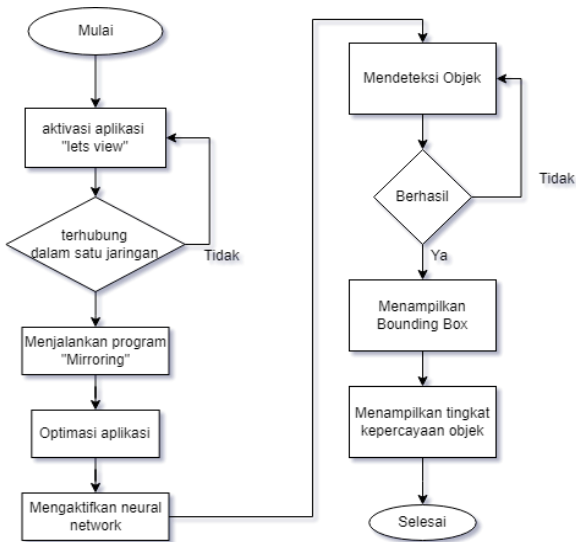 Mulai
aktivasi aplikasi
"lets view"
terhubung
dalam satu jaringan
Tidak
Menjalankan program
"Mirroring"
Optimasi aplikasi
Mengaktifkan neural
network
Mendeteksi Objek
Berhasil
Tidak
Ya
Menampilkan
Bounding Box
Menampilkan tingkat
kepercayaan objek
Selesai